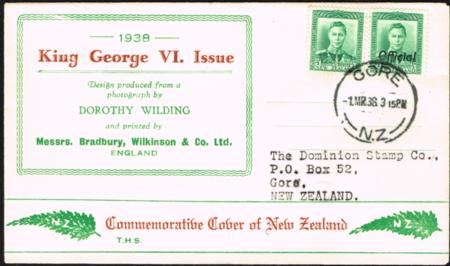 1938
King George VI. Issue
Design produced from a
photograph by
DOROTHY WILDING
and printed by
Messrs. Bradbury, Wilkinson & Co. Ltd.
ENGLAND
Official
GORE
-1.MR.38.3 15PM
N.Z.
The Dominion Stamp Co.,
P.O. Box 52,
Gore,
NEW ZEALAND.
N.Z. Commemorative Cover of New Zealand N.Z.
T.H.S.